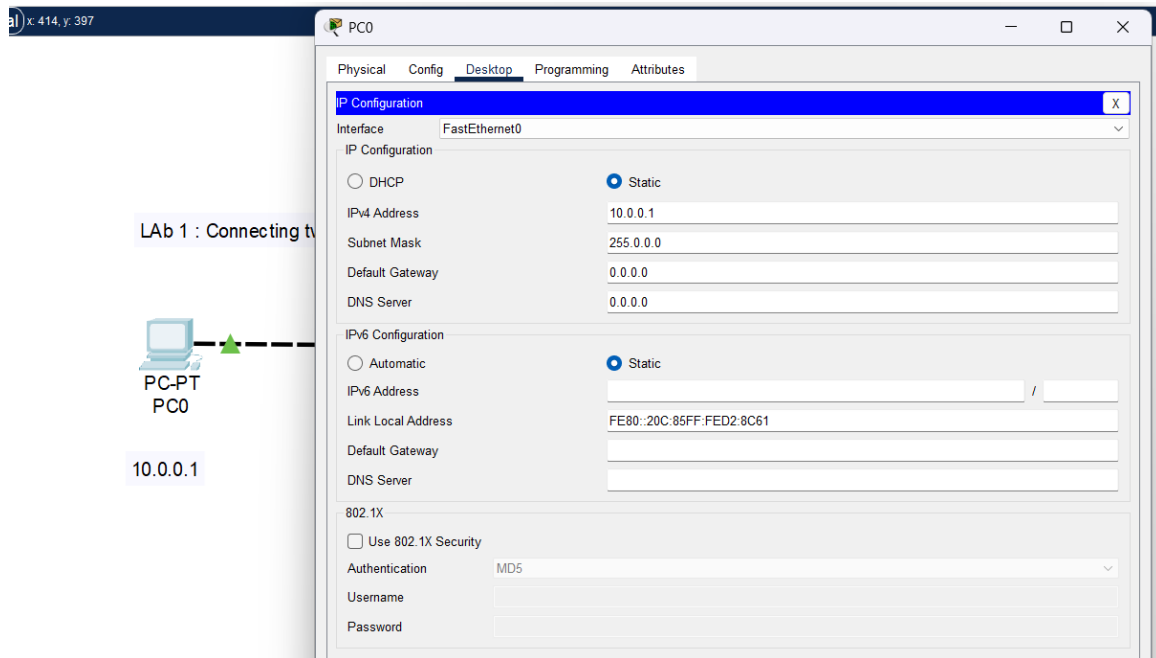 al x: 414, y: 397
PC0
Physical Config Desktop Programming Attributes
IP Configuration X
Interface FastEthernet0
IP Configuration
DHCP Static
IPv4 Address 10.0.0.1
Subnet Mask 255.0.0.0
Default Gateway 0.0.0.0
DNS Server 0.0.0.0
IPv6 Configuration
Automatic Static
IPv6 Address /
Link Local Address FE80::20C:85FF:FED2:8C61
Default Gateway
DNS Server
802.1X
Use 802.1X Security
Authentication MD5
Username
Password
LAb 1 : Connecting
PC-PT
PC0
10.0.0.1